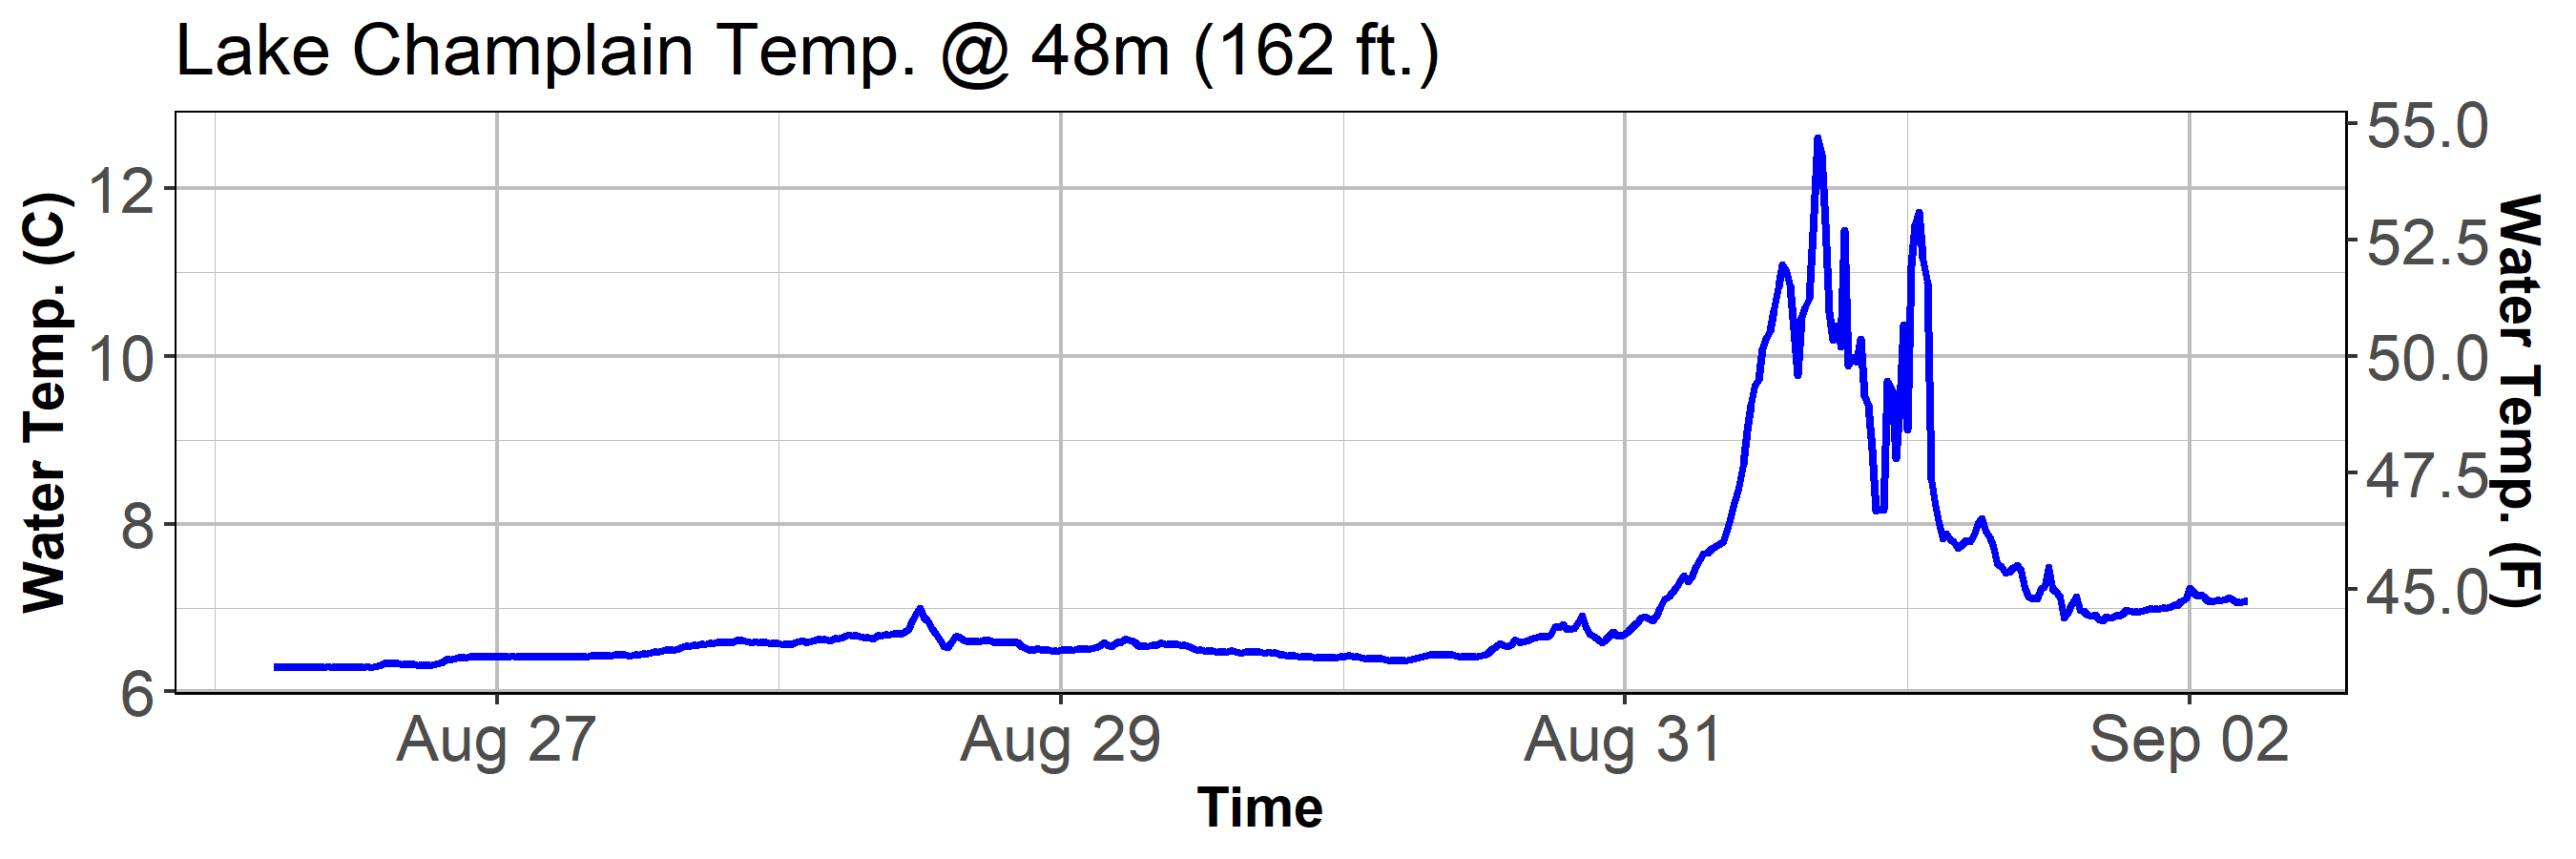 Lake Champlain Temp. @ 48m (162 ft.)
Water Temp. (C)
12
10
8
6
55.0
52.5
50.0
47.5
45.0
Water Temp. (F)
Aug 27
Aug 29
Aug 31
Sep 02
Time